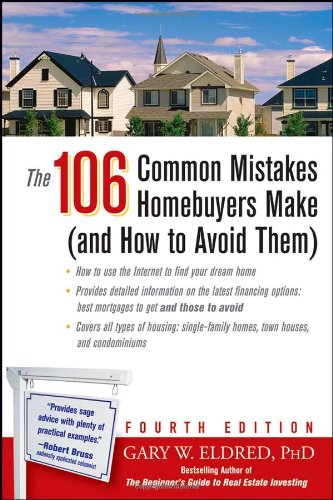 The 106 Common Mistakes
Homebuyers Make
(and How to Avoid Them)
• How to use the Internet to find your dream home
• Provides detailed information on the latest financing options:
best mortgages to get and those to avoid
• Covers all types of housing: single-family homes, town houses,
and condominiums
"Provides sage
advice with plenty of
practical examples."
—Robert Bruss
nationally syndicated columnist
FOURTH EDITION
GARY W. ELDRED, PHD
Bestselling Author of
The Beginner's Guide to Real Estate Investing